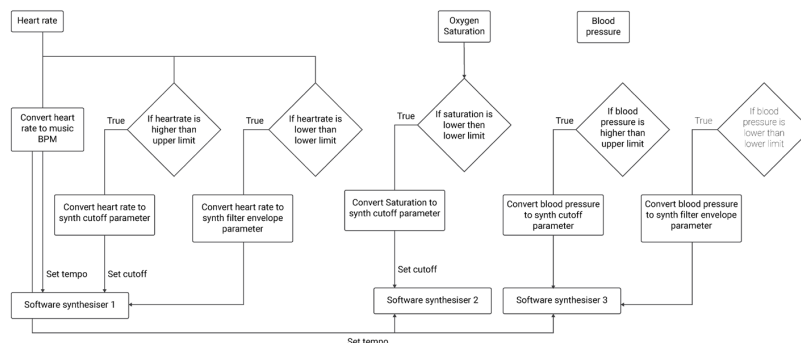 Heart rate
Oxygen
Saturation
Blood
pressure
Convert heart
rate to music
BPM
True
If heartrate is
higher than
upper limit
True
If heartrate is
lower than
lower limit
True
If saturation is
lower then
lower limit
True
If blood
pressure is
higher than
upper limit
True
If blood
pressure is
lower than
lower limit
Convert heart rate to
synth cutoff parameter
Convert heart rate to
synth filter envelope
parameter
Convert Saturation to
synth cutoff parameter
Convert blood pressure
to synth cutoff
parameter
Convert blood pressure
to synth filter envelope
parameter
Set tempo
Set cutoff
Set cutoff
Software synthesiser 1
Software synthesiser 2
Software synthesiser 3
Set tempo